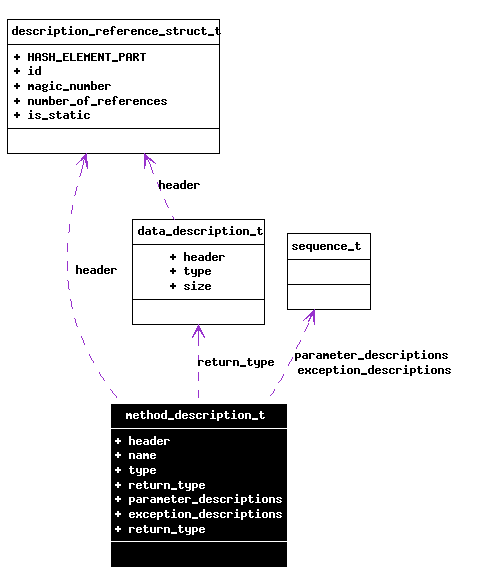 description_reference_struct_t
+ HASH_ELEMENT_PART
+ id
+ magic_number
+ number_of_references
+ is_static
header
data_description_t
+ header
+ type
+ size
sequence_t
header
return_type
parameter_descriptions
exception_descriptions
method_description_t
+ header
+ name
+ type
+ return_type
+ parameter_descriptions
+ exception_descriptions
+ return_type